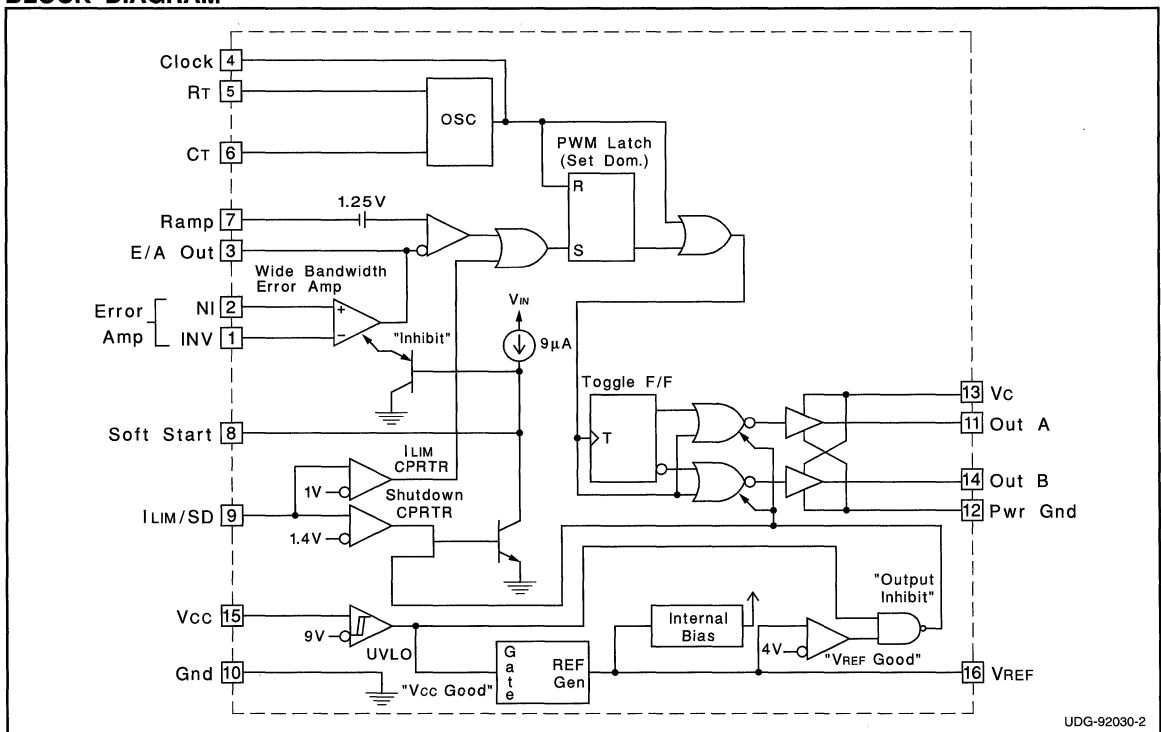 BLOCK DIAGRAM
Clock 4
RT 5
OSC
CT 6
PWM Latch
(Set Dom.)
R
S
1.25V
Ramp 7
E/A Out 3
Wide Bandwidth
Error Amp
Error
Amp
NI 2
INV 1
+
−
"Inhibit"
VIN
9µA
Toggle F/F
T
13 Vc
11 Out A
14 Out B
12 Pwr Gnd
Soft Start 8
ILIM
CPRTR
1V
Shutdown
CPRTR
ILIM/SD 9
1.4V
"Output
Inhibit"
Vcc 15
9V
UVLO
Internal
Bias
4V
"VREF Good"
Gnd 10
"Vcc Good"
Gate
REF
Gen
16 VREF
UDG-92030-2